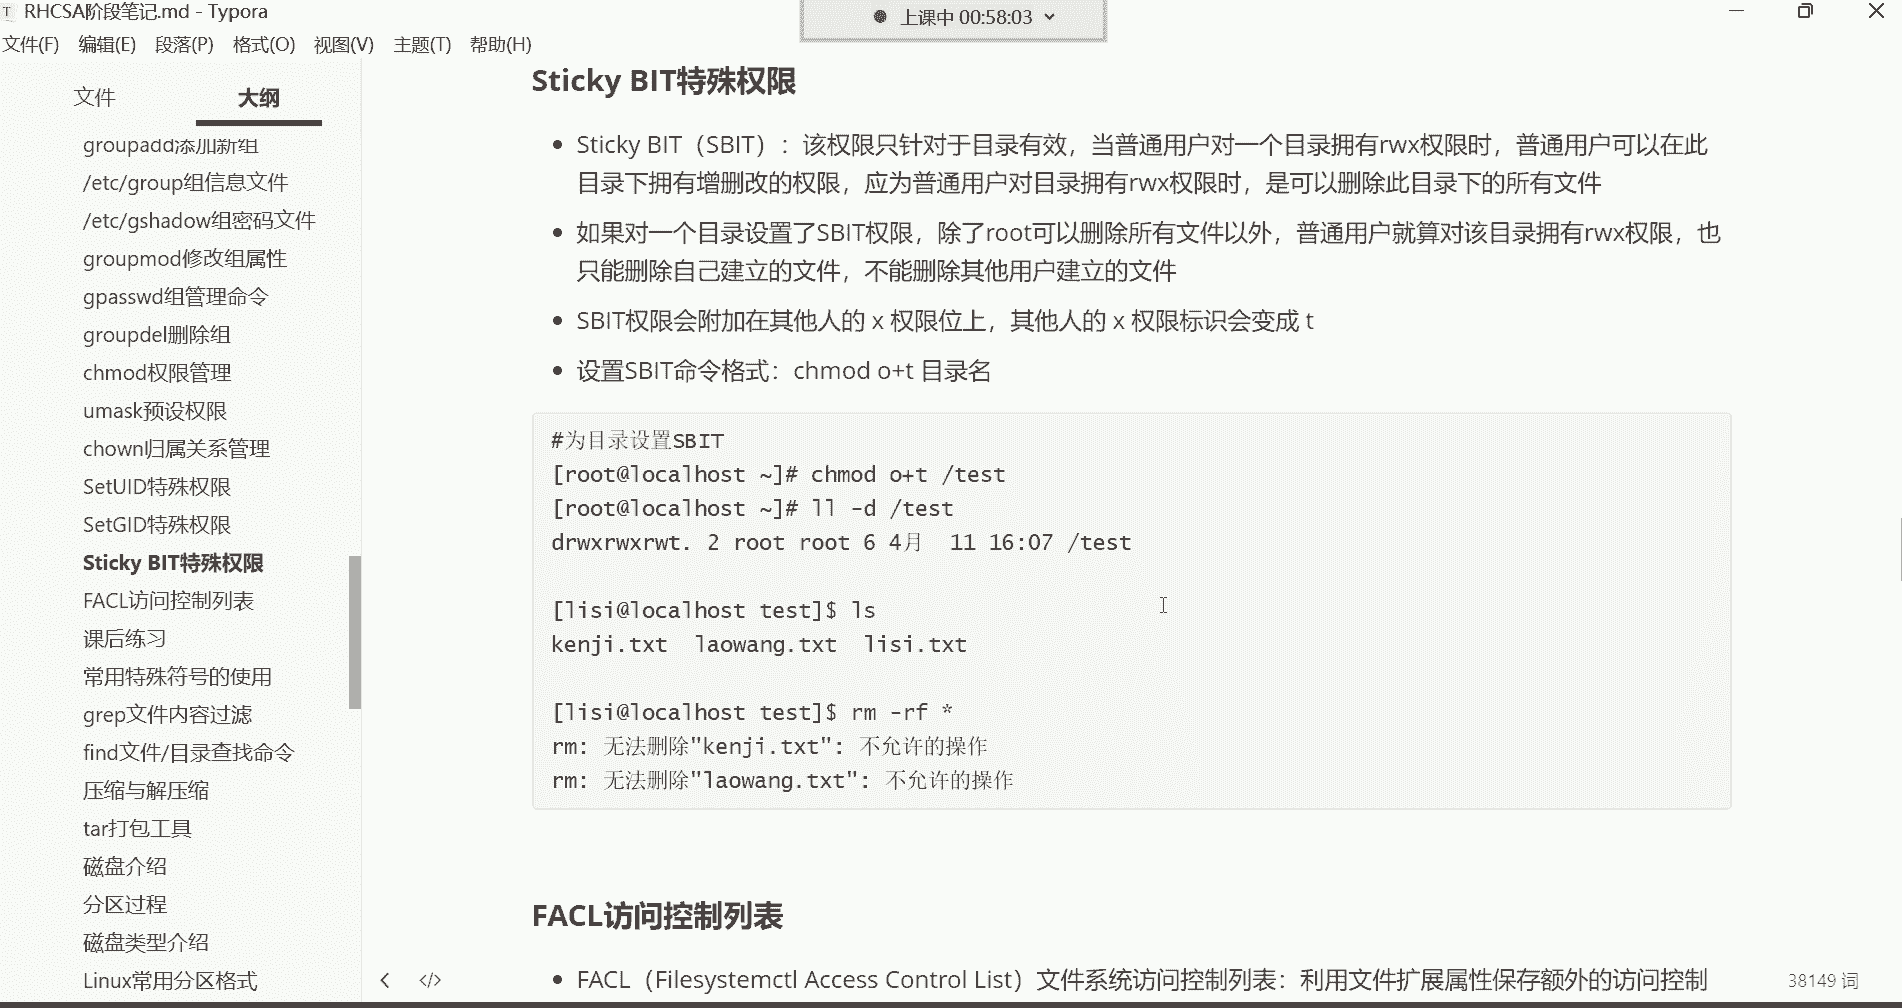 RHCSA阶段笔记.md - Typora
上课中 00:58:03
文件(F) 编辑(E) 段落(P) 格式(O) 视图(V) 主题(T) 帮助(H)
文件 大纲
groupadd添加新组
/etc/group组信息文件
/etc/gshadow组密码文件
groupmod修改组属性
gpasswd组管理命令
groupdel删除组
chmod权限管理
umask预设权限
chown归属关系管理
SetUID特殊权限
SetGID特殊权限
Sticky BIT特殊权限
FACL访问控制列表
课后练习
常用特殊符号的使用
grep文件内容过滤
find文件/目录查找命令
压缩与解压缩
tar打包工具
磁盘介绍
分区过程
磁盘类型介绍
Linux常用分区格式
Sticky BIT特殊权限
Sticky BIT（SBIT）：该权限只针对于目录有效，当普通用户对一个目录拥有rwx权限时，普通用户可以在此
目录下拥有增删改的权限，应为普通用户对目录拥有rwx权限时，是可以删除此目录下的所有文件
如果对一个目录设置了SBIT权限，除了root可以删除所有文件以外，普通用户就算对该目录拥有rwx权限，也
只能删除自己建立的文件，不能删除其他用户建立的文件
SBIT权限会附加在其他人的 x 权限位上，其他人的 x 权限标识会变成 t
设置SBIT命令格式：chmod o+t 目录名
#为目录设置SBIT
[root@localhost ~]# chmod o+t /test
[root@localhost ~]# ll -d /test
drwxrwxrwt. 2 root root 6 4月  11 16:07 /test
[lisi@localhost test]$ ls
kenji.txt  laowang.txt  lisi.txt
[lisi@localhost test]$ rm -rf *
rm: 无法删除"kenji.txt": 不允许的操作
rm: 无法删除"laowang.txt": 不允许的操作
FACL访问控制列表
FACL（Filesystemctl Access Control List）文件系统访问控制列表：利用文件扩展属性保存额外的访问控制
38149 词